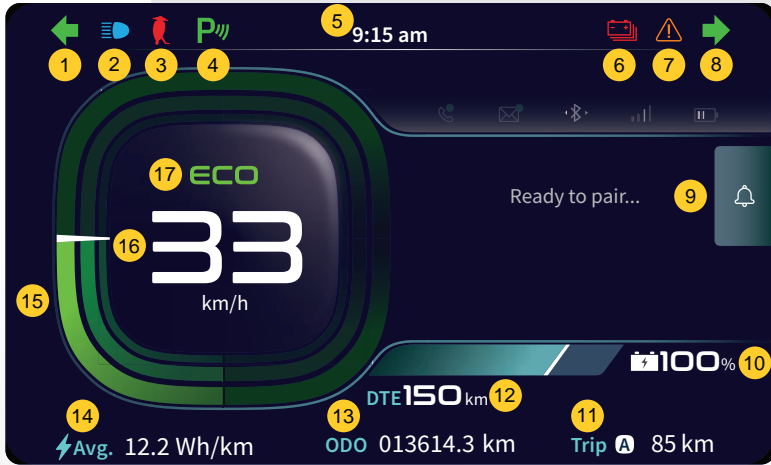 5
9:15 am
P
1 2 3 4 6 7 8
17 ECO
Ready to pair... 9
33
16
km/h
15
100% 10
DTE 150 km 12
14 13 11
Avg. 12.2 Wh/km ODO 013614.3 km Trip A 85 km